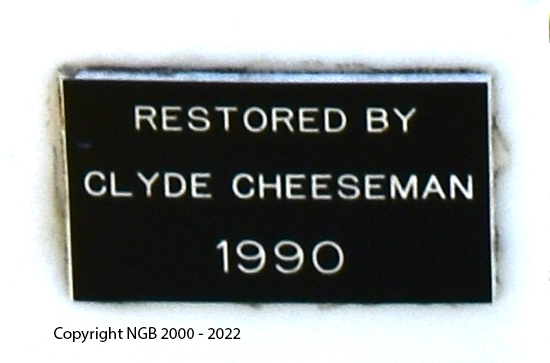 RESTORED BY
CLYDE CHEESEMAN
1990
Copyright NGB 2000 - 2022